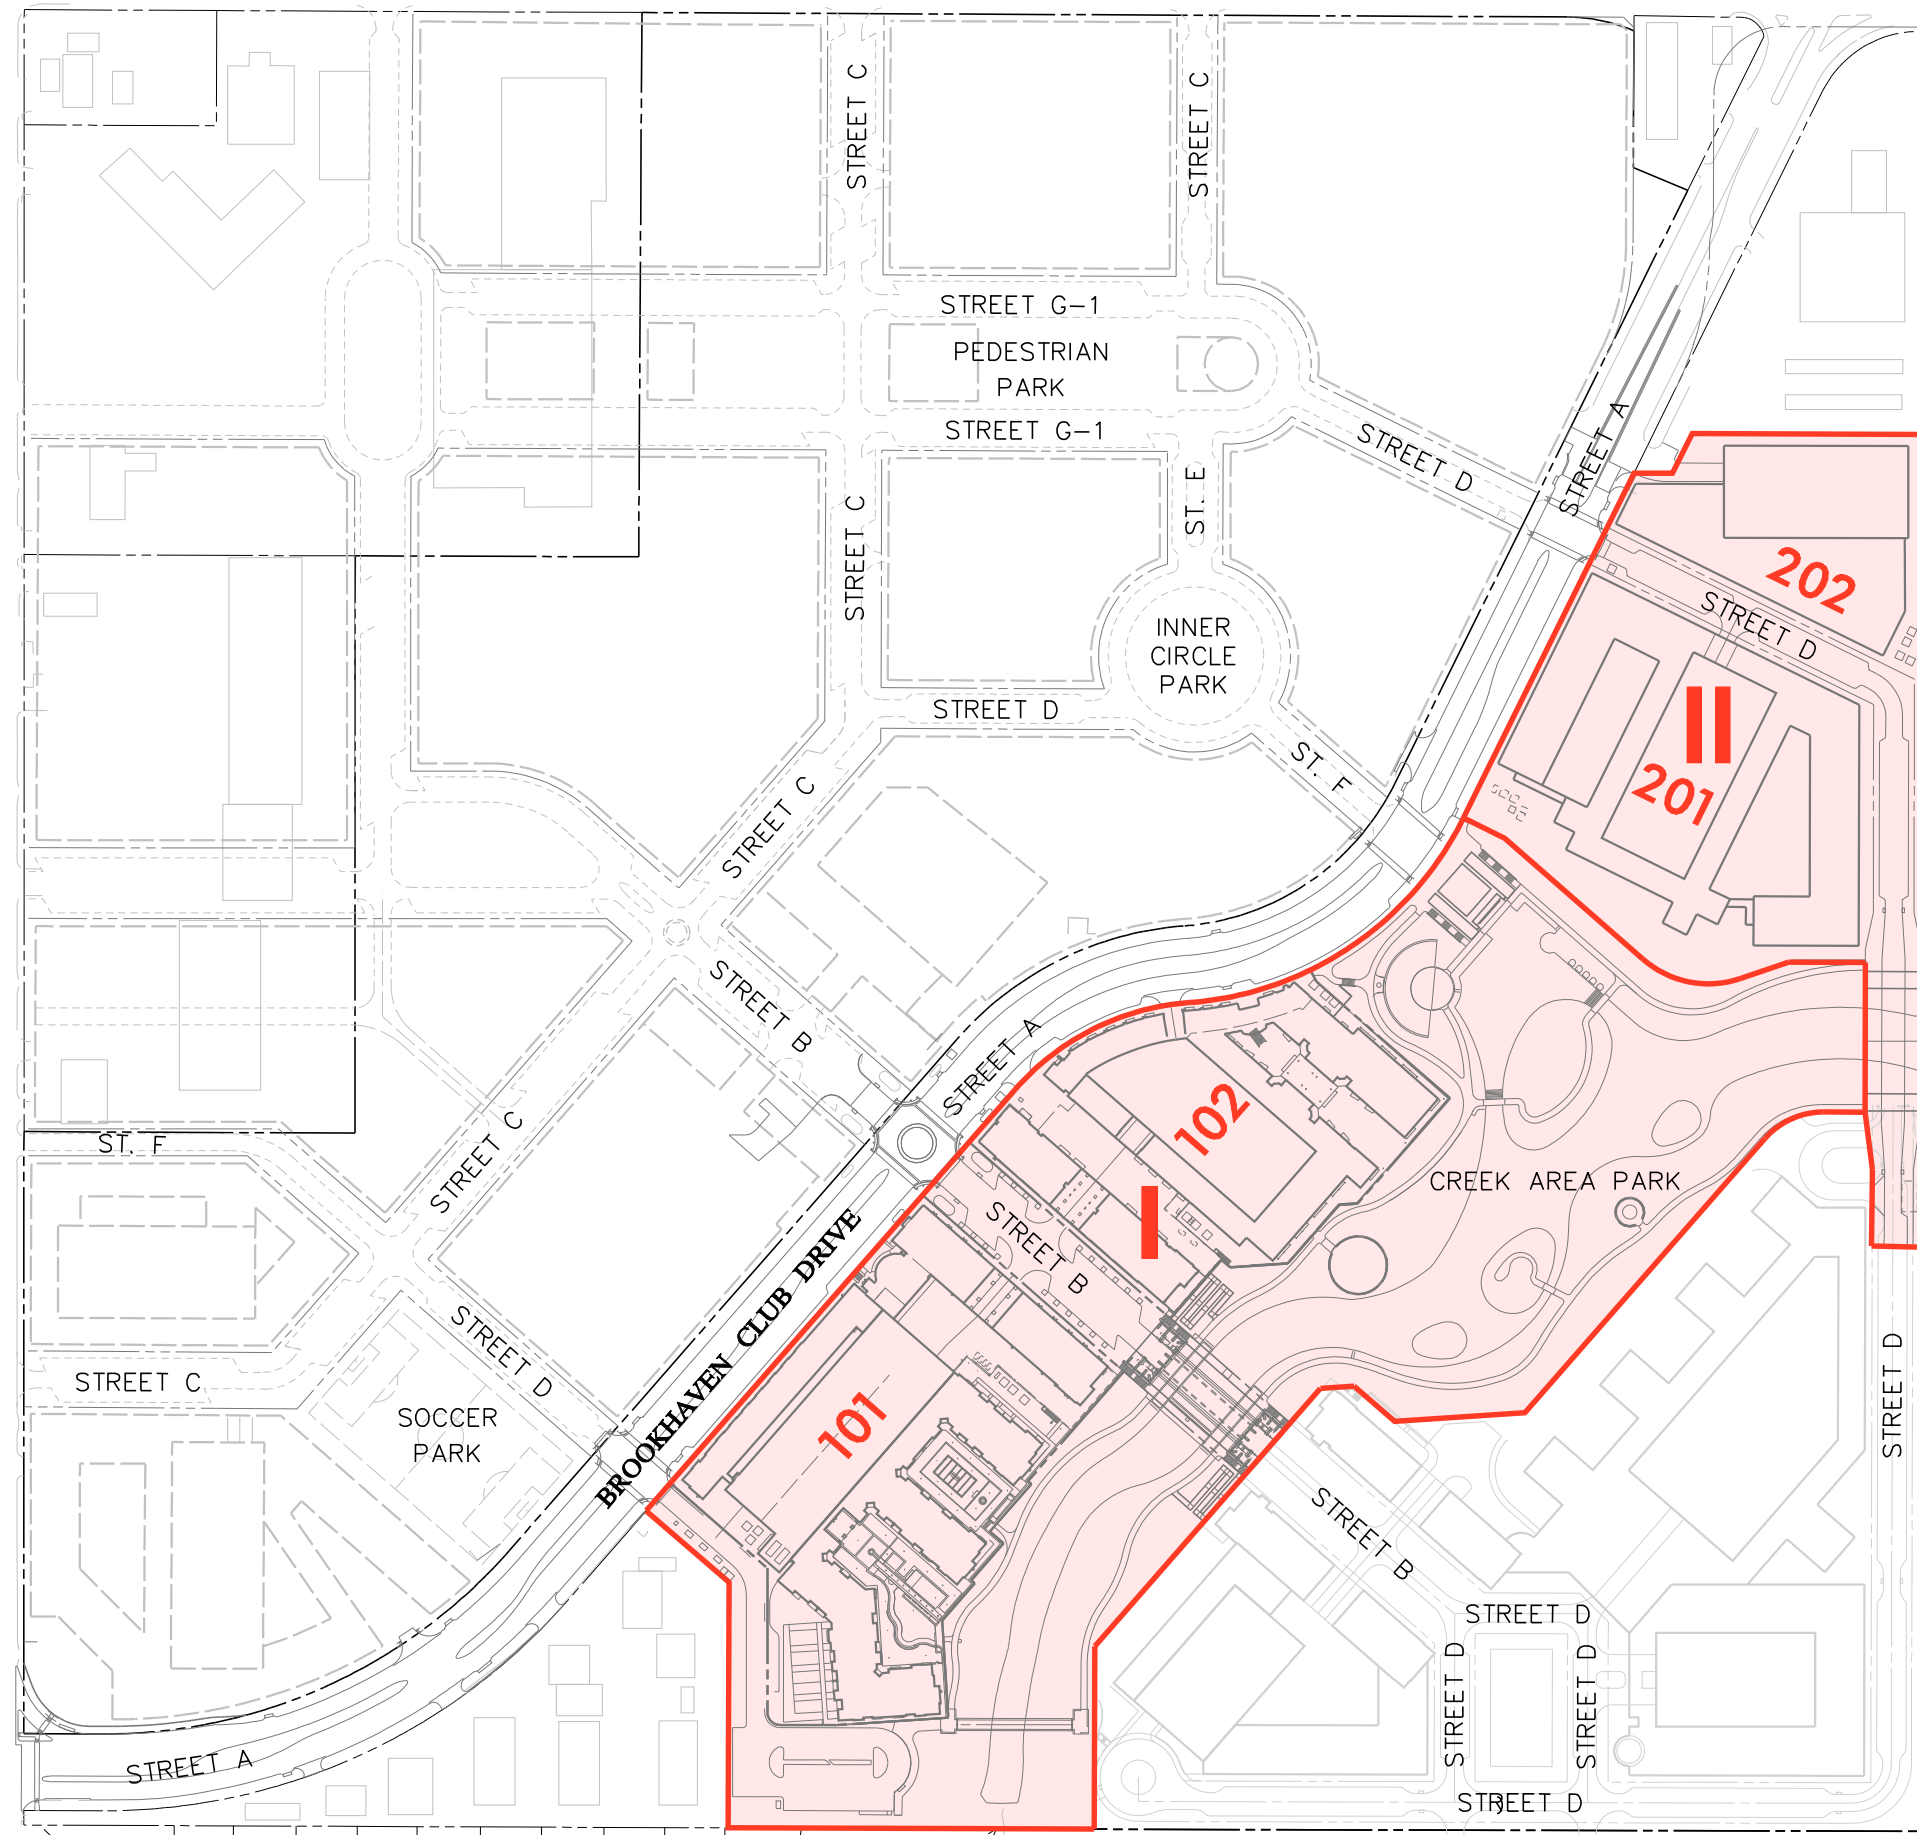 STREET C
STREET C
STREET G-1
PEDESTRIAN
PARK
STREET G-1
STREET A
STREET D
ST. E
STREET C
202
STREET D
INNER
CIRCLE
PARK
STREET D
II
201
ST. F
STREET C
STREET B
STREET A
102
ST. F
STREET C
CREEK AREA PARK
I
STREET B
BROOKHAVEN CLUB DRIVE
STREET D
STREET C
STREET D
101
SOCCER
PARK
STREET B
STREET D
STREET D
STREET D
STREET A
STREET D